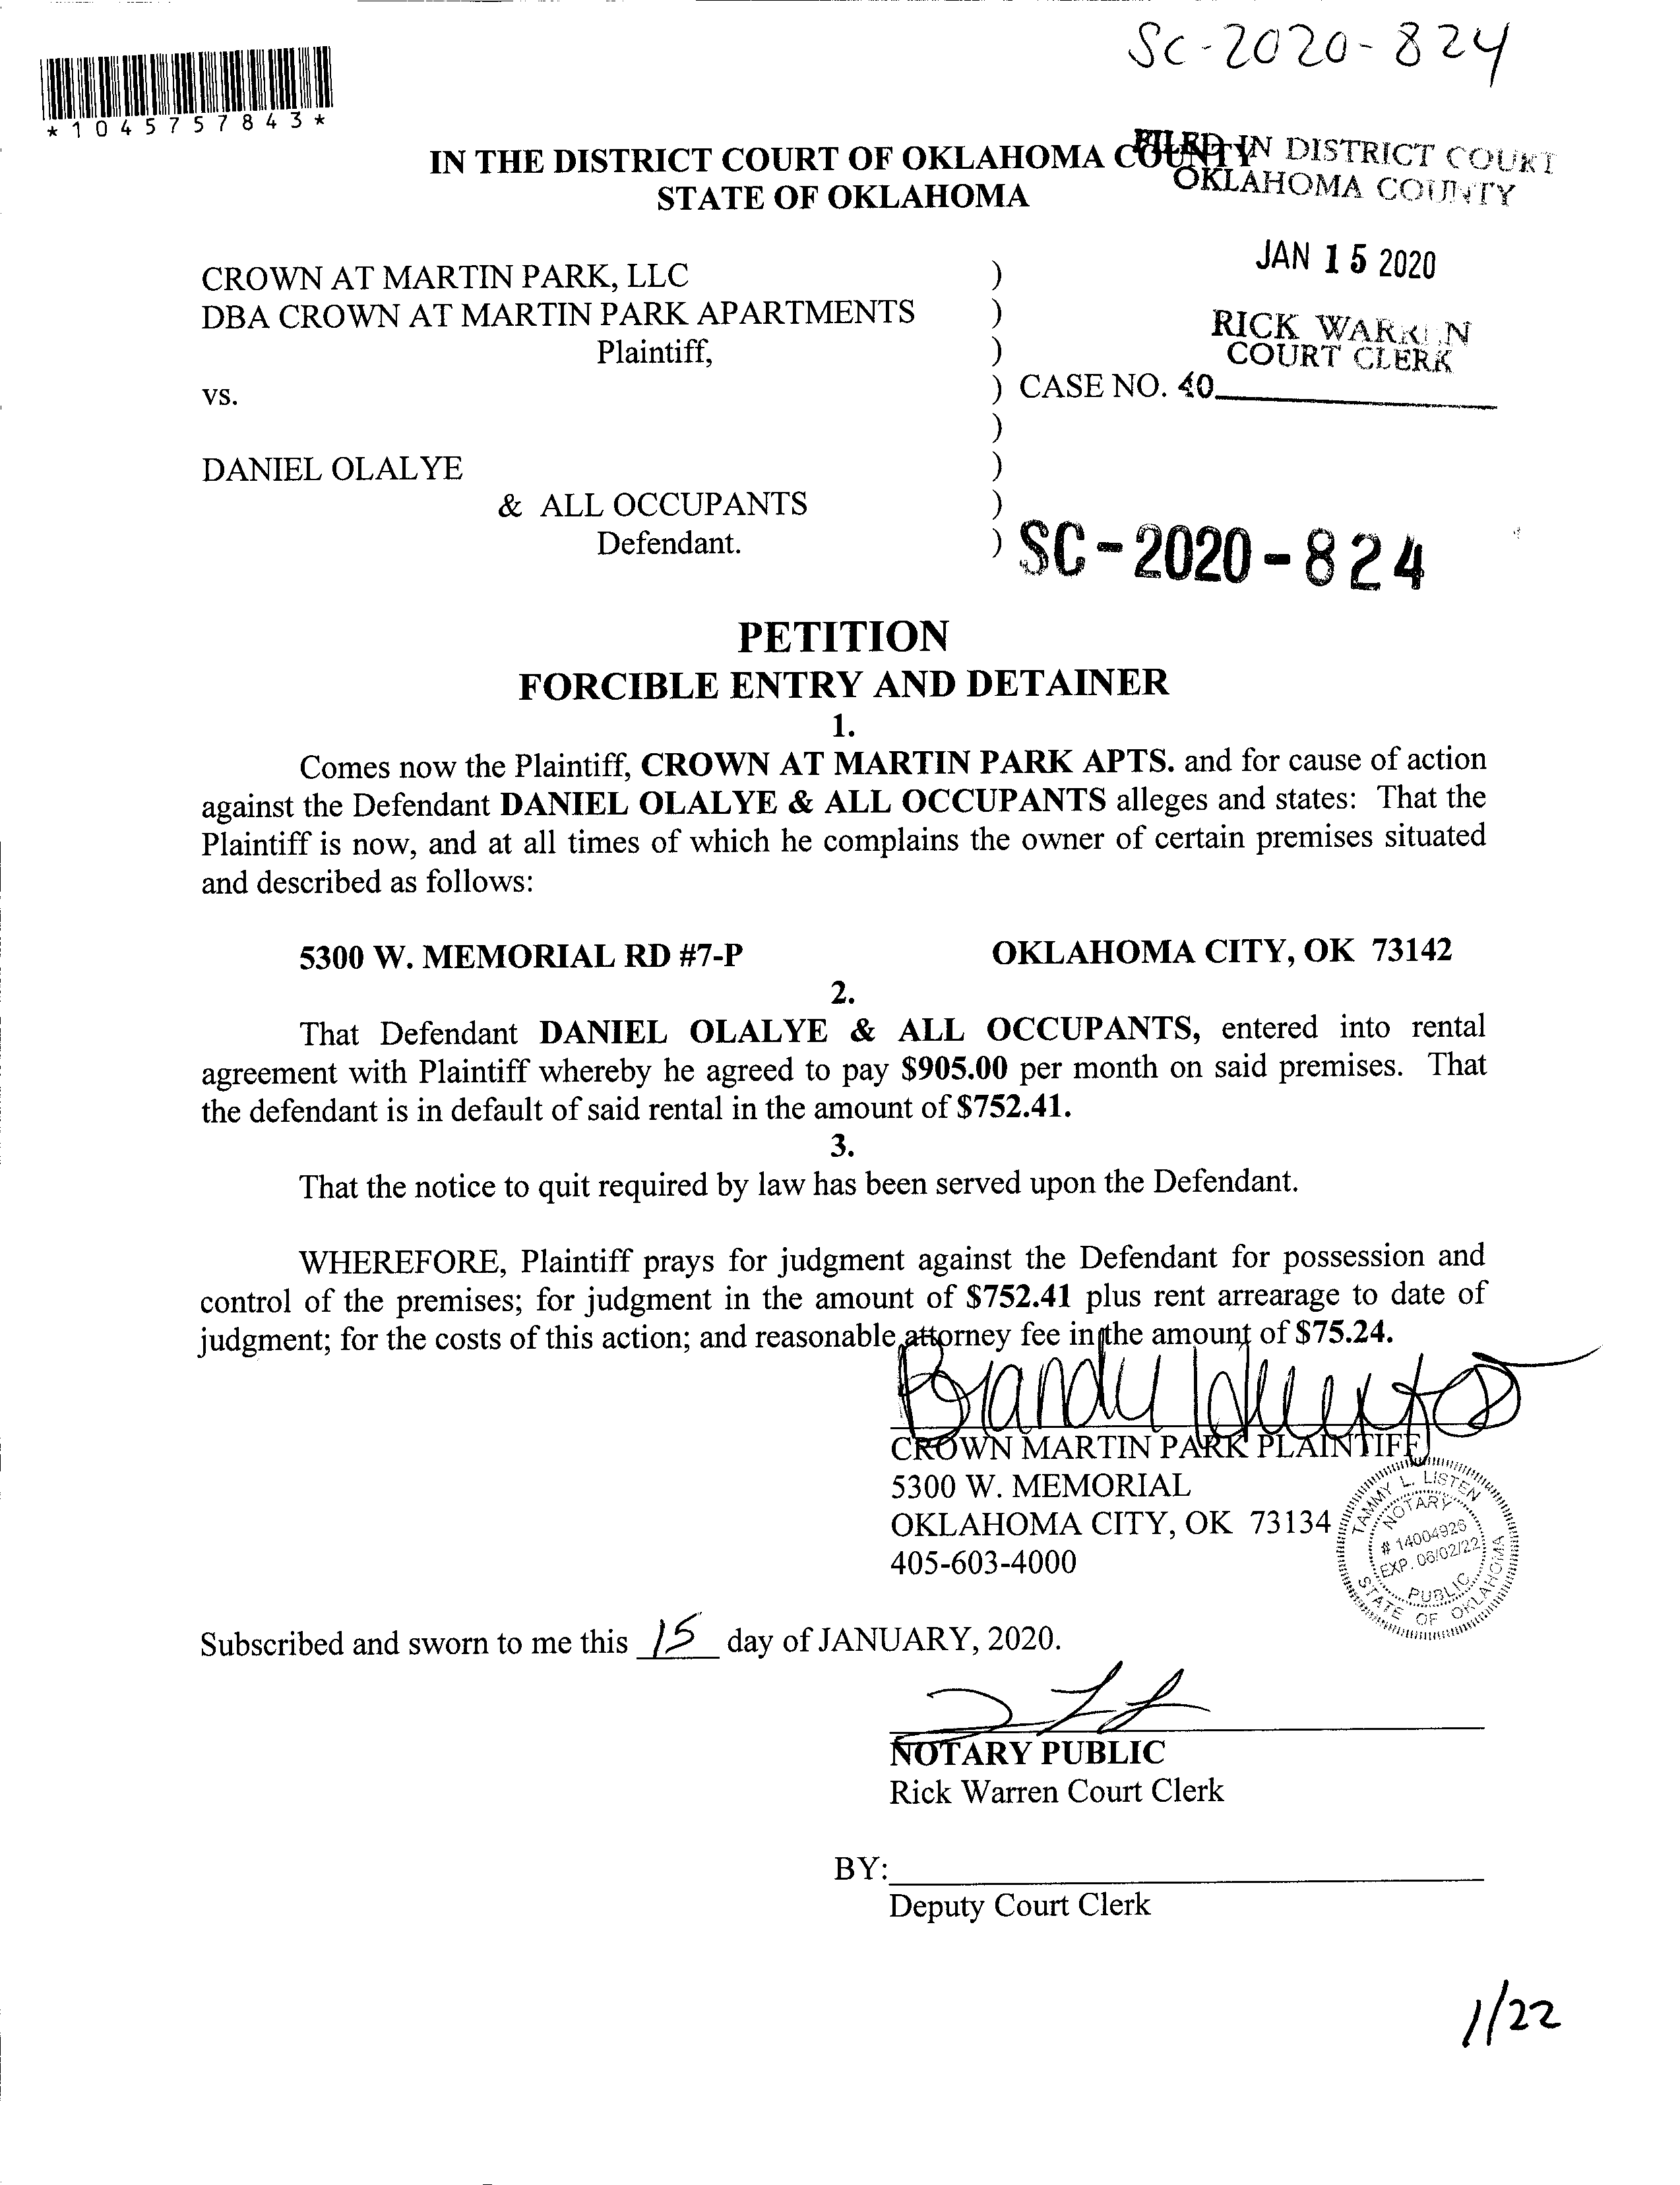 SC-2020-824
*1045757843*
IN THE DISTRICT COURT OF OKLAHOMA COUNTY
STATE OF OKLAHOMA
FILED IN DISTRICT COURT
OKLAHOMA COUNTY
JAN 15 2020
RICK WARREN
COURT CLERK
CROWN AT MARTIN PARK, LLC )
DBA CROWN AT MARTIN PARK APARTMENTS )
Plaintiff, )
vs. ) CASE NO. 40
)
DANIEL OLALYE )
& ALL OCCUPANTS )
Defendant. ) SC-2020-824
PETITION
FORCIBLE ENTRY AND DETAINER
1.
Comes now the Plaintiff, CROWN AT MARTIN PARK APTS. and for cause of action
against the Defendant DANIEL OLALYE & ALL OCCUPANTS alleges and states: That the
Plaintiff is now, and at all times of which he complains the owner of certain premises situated
and described as follows:
5300 W. MEMORIAL RD #7-P OKLAHOMA CITY, OK 73142
2.
That Defendant DANIEL OLALYE & ALL OCCUPANTS, entered into rental
agreement with Plaintiff whereby he agreed to pay $905.00 per month on said premises. That
the defendant is in default of said rental in the amount of $752.41.
3.
That the notice to quit required by law has been served upon the Defendant.
WHEREFORE, Plaintiff prays for judgment against the Defendant for possession and
control of the premises; for judgment in the amount of $752.41 plus rent arrearage to date of
judgment; for the costs of this action; and reasonable attorney fee in the amount of $75.24.
Brandy
CROWN MARTIN PARK PLAINTIFF
5300 W. MEMORIAL
OKLAHOMA CITY, OK 73134
405-603-4000
TAMMY L. LISTEN
NOTARY
# 14004926
EXP. 06/02/22
PUBLIC
STATE OF OKLAHOMA
Subscribed and sworn to me this 15 day of JANUARY, 2020.
NOTARY PUBLIC
Rick Warren Court Clerk
BY:
Deputy Court Clerk
1/22